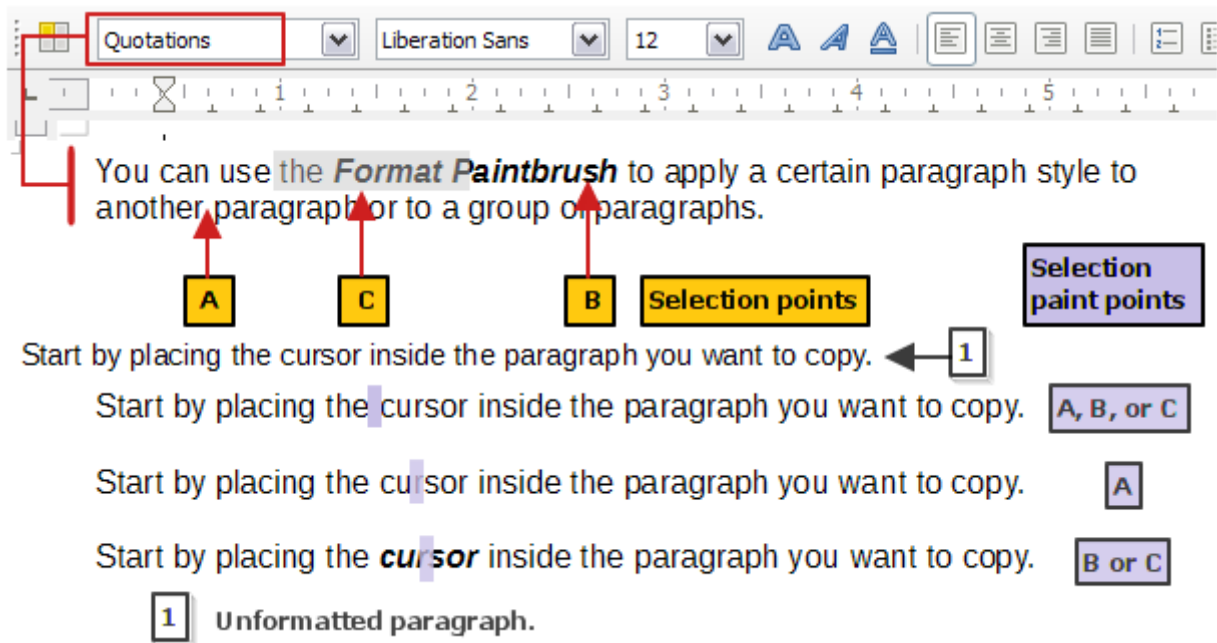 Quotations Liberation Sans 12
1 2 3 4 5
You can use the Format Paintbrush to apply a certain paragraph style to
another paragraph or to a group of paragraphs.
A C B Selection points
Selection
paint points
Start by placing the cursor inside the paragraph you want to copy. 1
Start by placing the cursor inside the paragraph you want to copy. A, B, or C
Start by placing the cursor inside the paragraph you want to copy. A
Start by placing the cursor inside the paragraph you want to copy. B or C
1 Unformatted paragraph.